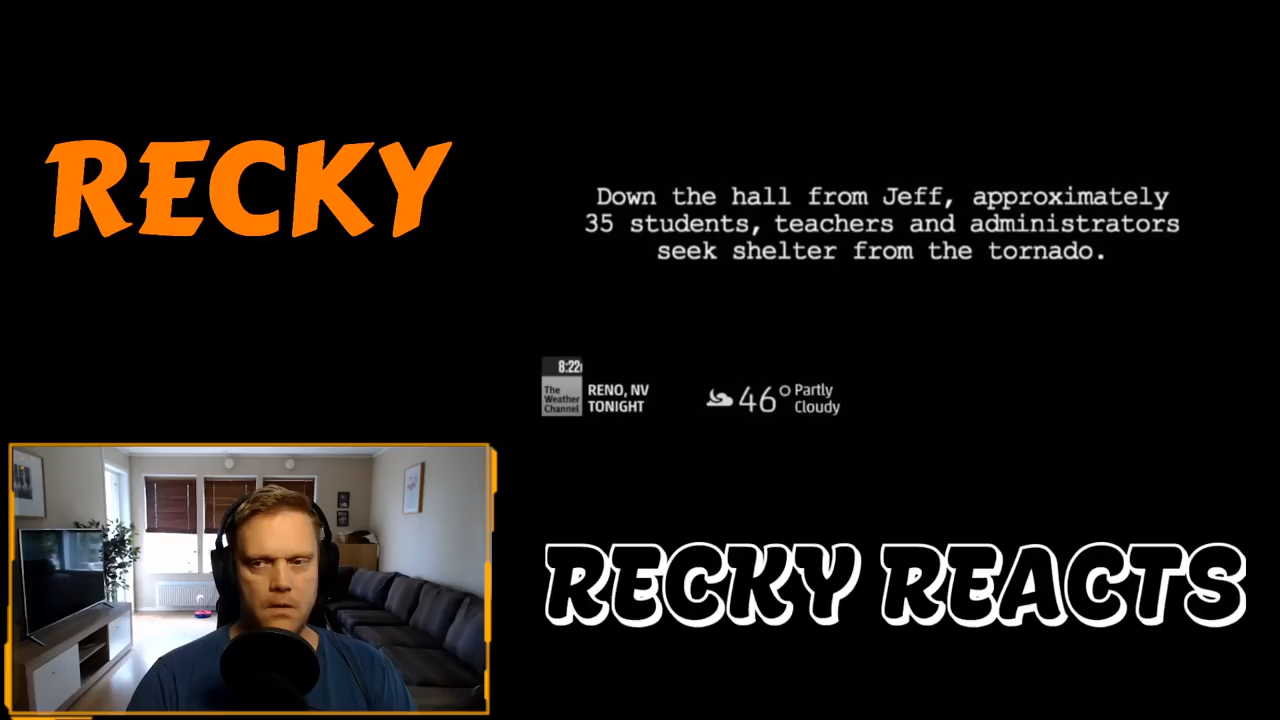 RECKY
Down the hall from Jeff, approximately
35 students, teachers and administrators
seek shelter from the tornado.
8:22
The
Weather
Channel
RENO, NV
TONIGHT
46° Partly
Cloudy
RECKY REACTS